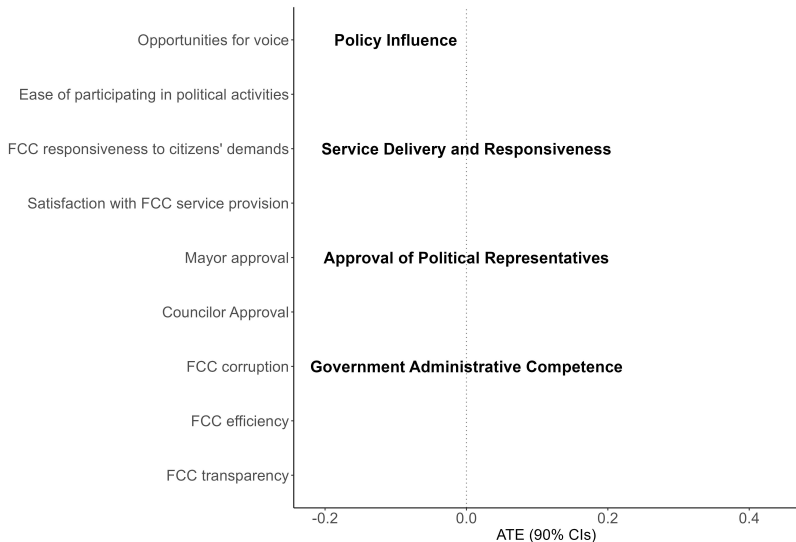 Opportunities for voice
Policy Influence
Ease of participating in political activities
FCC responsiveness to citizens' demands
Service Delivery and Responsiveness
Satisfaction with FCC service provision
Mayor approval
Approval of Political Representatives
Councilor Approval
FCC corruption
Government Administrative Competence
FCC efficiency
FCC transparency
-0.2 0.0 0.2 0.4
ATE (90% CIs)